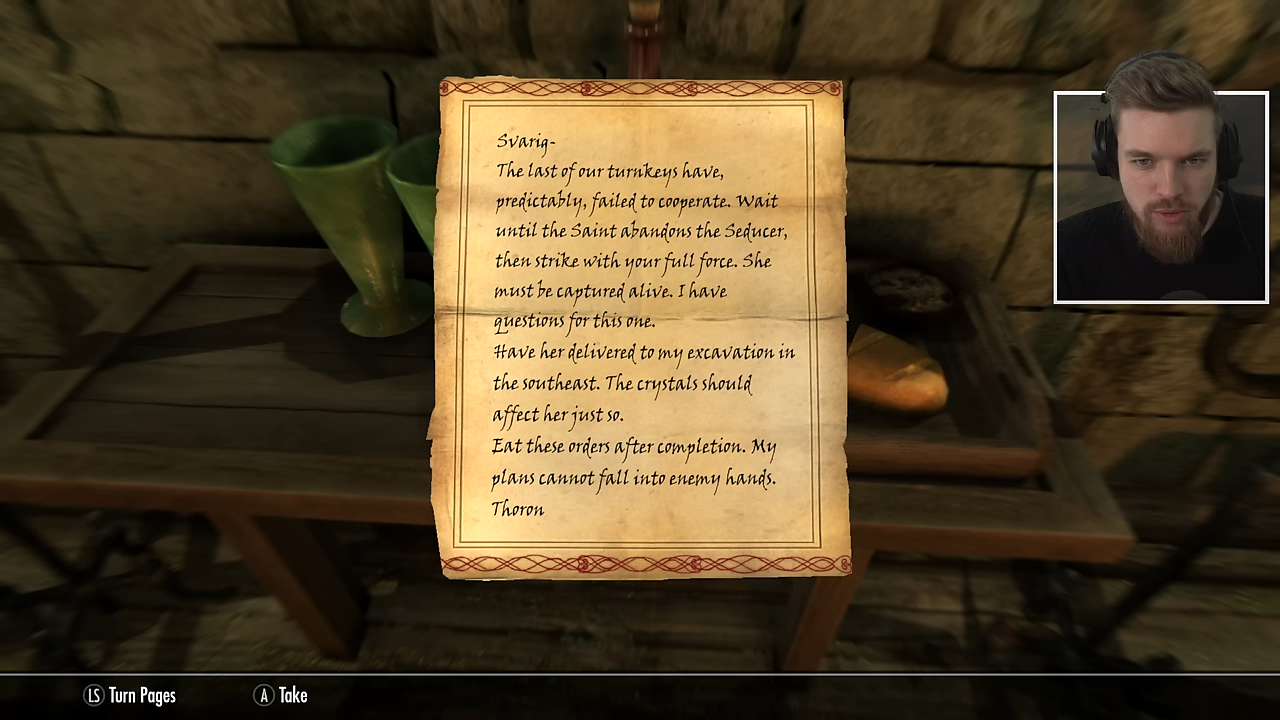 Svarig-
The last of our turnkeys have,
predictably, failed to cooperate. Wait
until the Saint abandons the Seducer,
then strike with your full force. She
must be captured alive. I have
questions for this one.
Have her delivered to my excavation in
the southeast. The crystals should
affect her just so.
Eat these orders after completion. My
plans cannot fall into enemy hands.
Thoron
LS Turn Pages
A Take